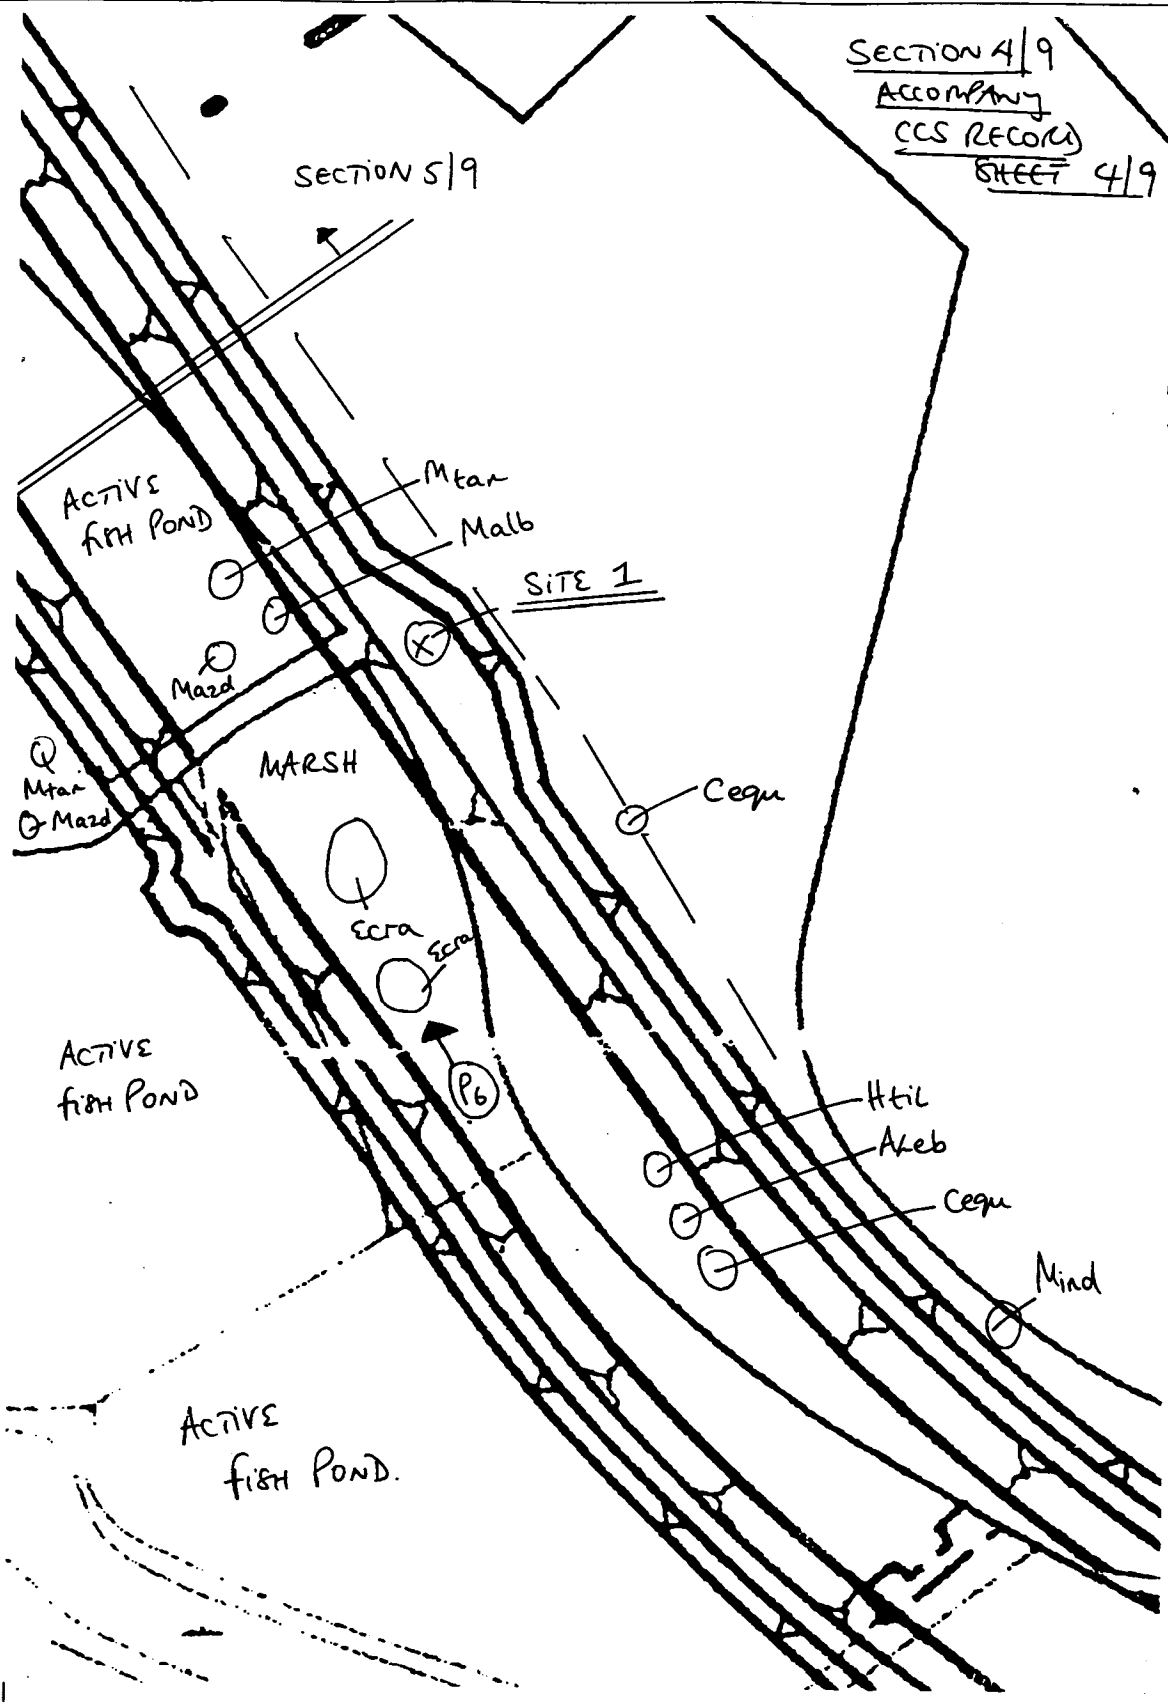 SECTION 4/9
ACCOMPANY
CCS RECORD
SHEET 4/9
SECTION 5/9
ACTIVE
FISH POND
Mtar
Malb
SITE 1
Mazd
MARSH
Mtar
Mazd
Cequ
Ecra
Ecra
ACTIVE
FISH POND
P6
Htil
ALeb
Cequ
Mind
ACTIVE
FISH POND.